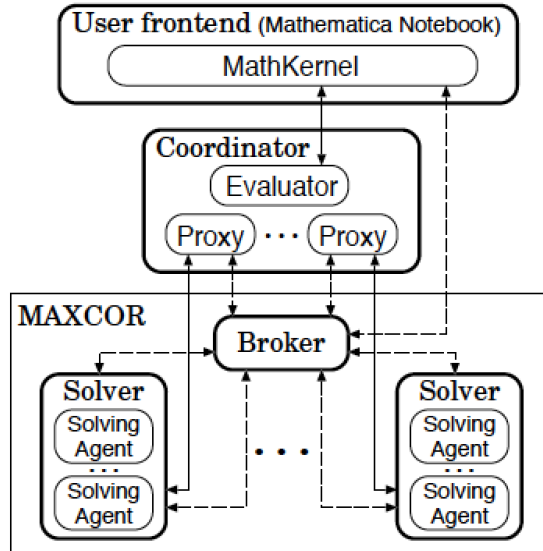 User frontend (Mathematica Notebook)
MathKernel
Coordinator
Evaluator
Proxy ... Proxy
MAXCOR
Broker
Solver
Solving
Agent
...
Solving
Agent
...
Solver
Solving
Agent
...
Solving
Agent